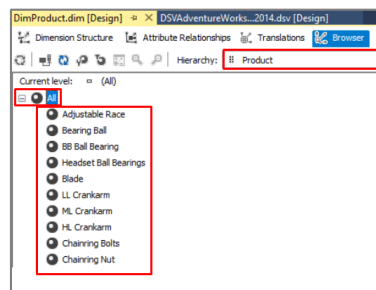 DimProduct.dim [Design] DSVAdventureWorks...2014.dsv [Design]
Dimension Structure Attribute Relationships Translations Browser
Hierarchy: Product
Current level: (All)
All
Adjustable Race
Bearing Ball
BB Ball Bearing
Headset Ball Bearings
Blade
LL Crankarm
ML Crankarm
HL Crankarm
Chainring Bolts
Chainring Nut